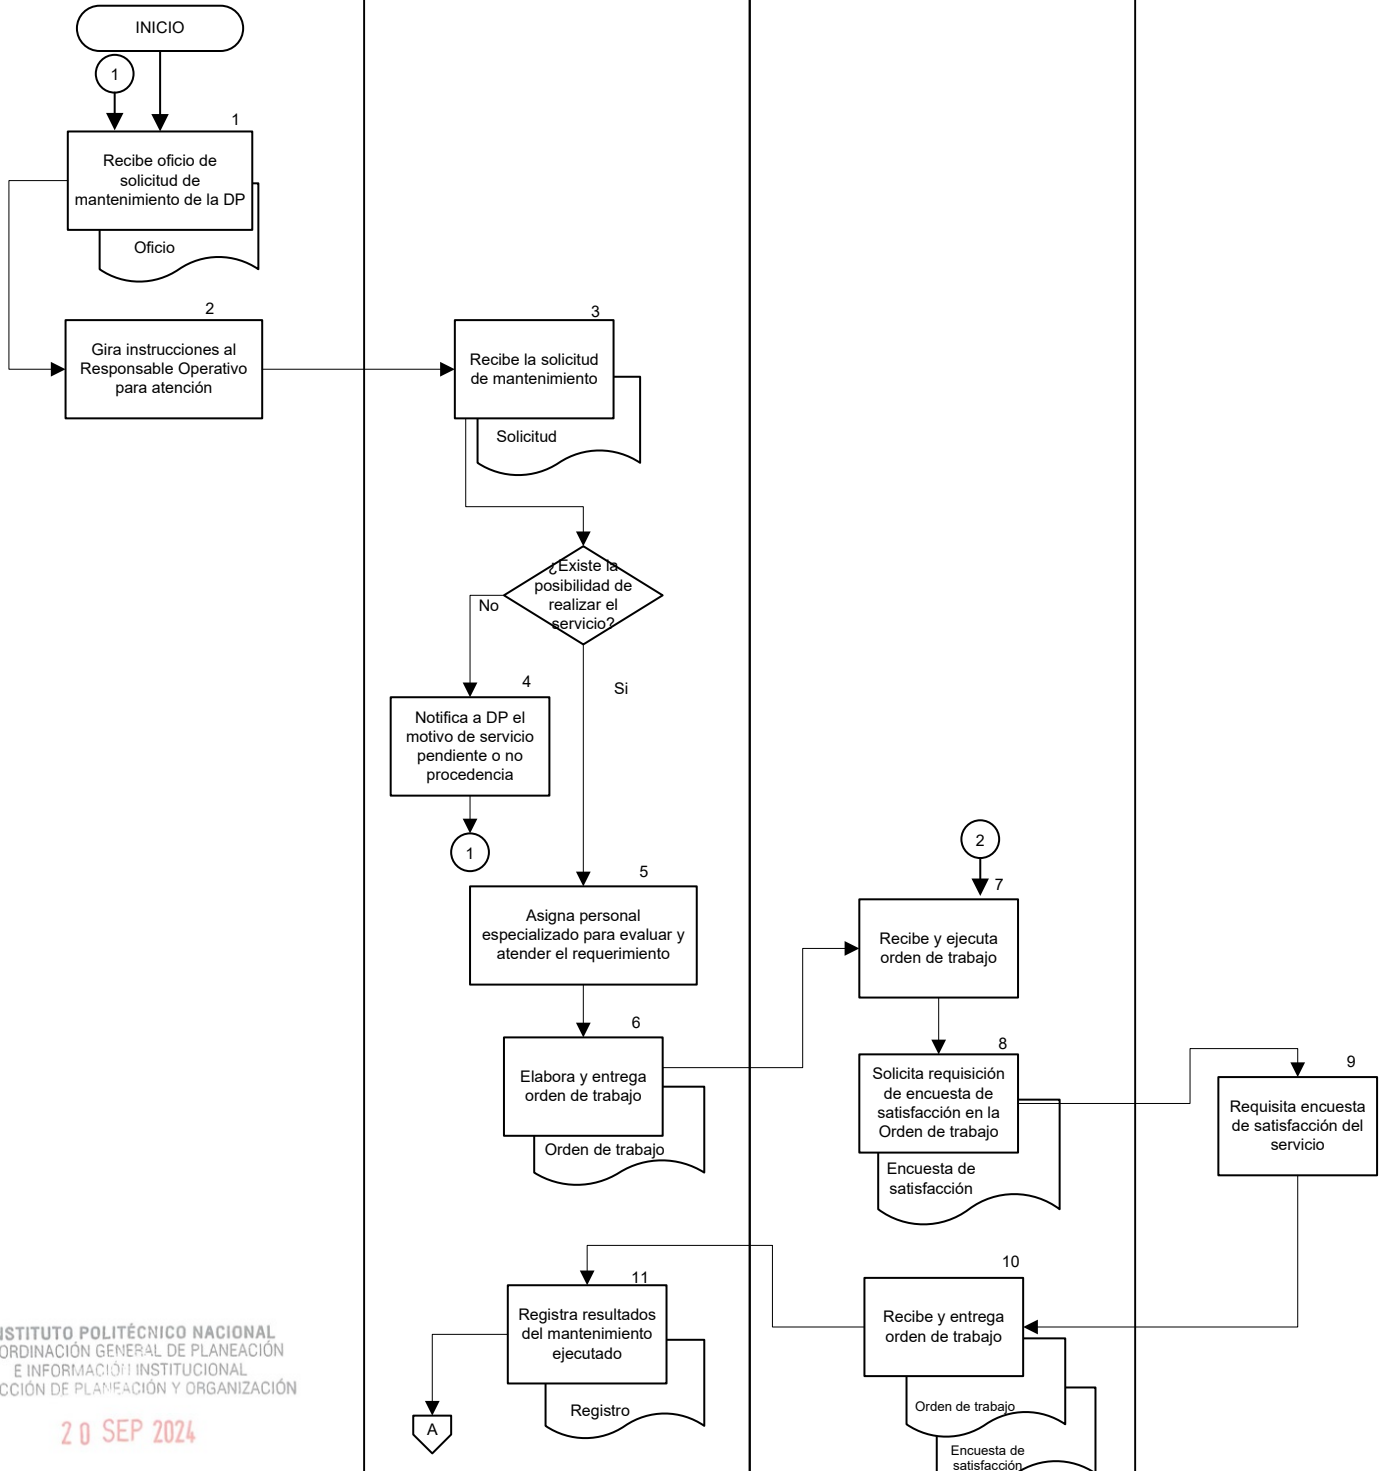 INICIO
1
1
Recibe oficio de
solicitud de
mantenimiento de la DP
Oficio
2
Gira instrucciones al
Responsable Operativo
para atención
3
Recibe la solicitud
de mantenimiento
Solicitud
¿Existe la
posibilidad de
realizar el
servicio?
No
Si
4
Notifica a DP el
motivo de servicio
pendiente o no
procedencia
1
5
Asigna personal
especializado para evaluar y
atender el requerimiento
6
Elabora y entrega
orden de trabajo
Orden de trabajo
2
7
Recibe y ejecuta
orden de trabajo
8
Solicita requisición
de encuesta de
satisfacción en la
Orden de trabajo
Encuesta de
satisfacción
9
Requisita encuesta
de satisfacción del
servicio
10
Recibe y entrega
orden de trabajo
Orden de trabajo
Encuesta de
satisfacción
11
Registra resultados
del mantenimiento
ejecutado
Registro
A
NSTITUTO POLITÉCNICO NACIONAL
ORDINACIÓN GENERAL DE PLANEACIÓN
E INFORMACIÓN INSTITUCIONAL
CCIÓN DE PLANEACIÓN Y ORGANIZACIÓN
20 SEP 2024